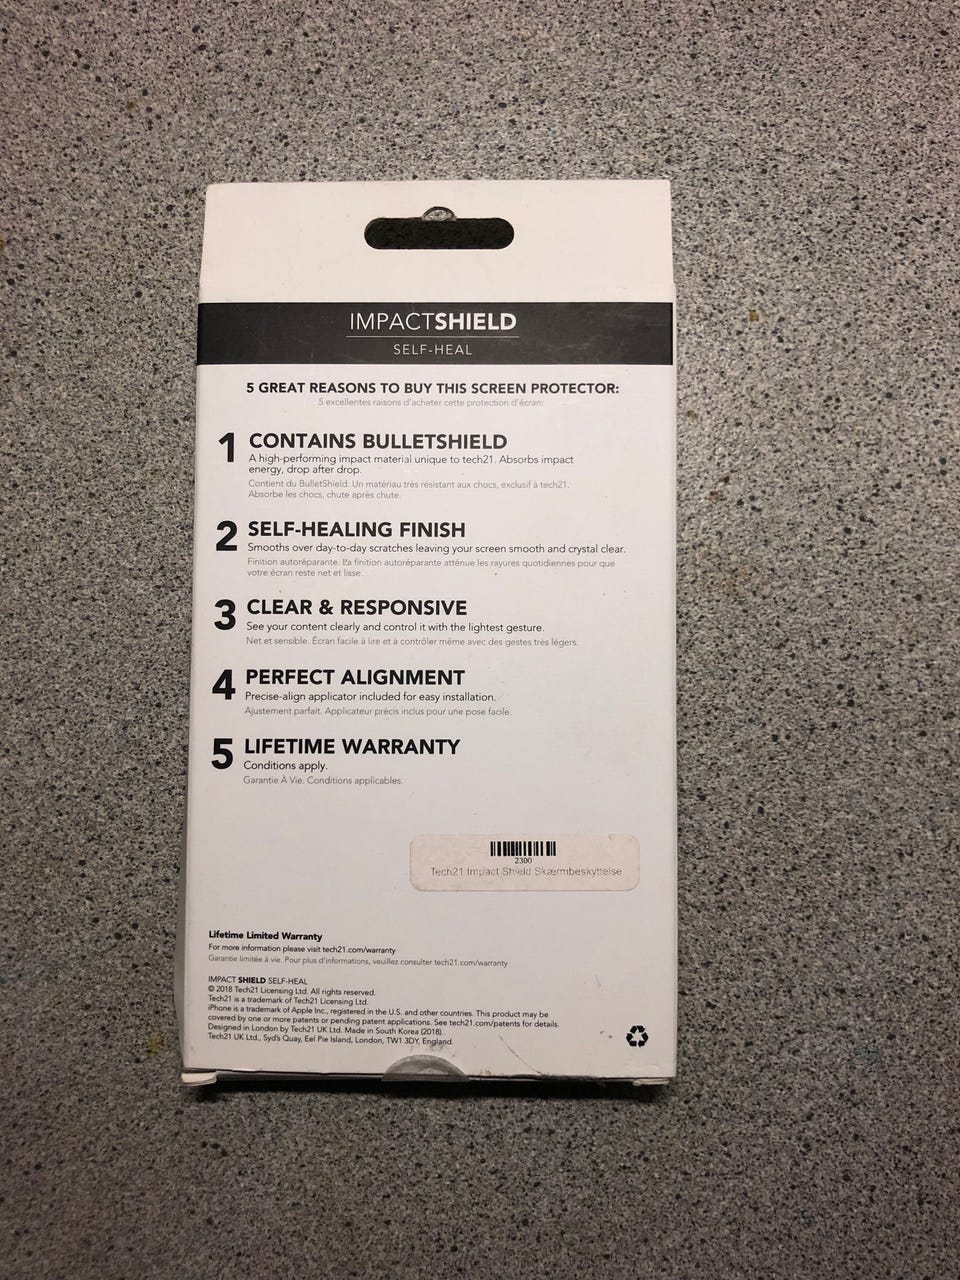 IMPACTSHIELD
SELF-HEAL
5 GREAT REASONS TO BUY THIS SCREEN PROTECTOR:
5 excellentes raisons d'acheter cette protection d'écran:
1 CONTAINS BULLETSHIELD
A high-performing impact material unique to tech21. Absorbs impact
energy, drop after drop.
Contient du BulletShield. Un matériau très résistant aux chocs, exclusif à tech21.
Absorbe les chocs, chute après chute.
2 SELF-HEALING FINISH
Smooths over day-to-day scratches leaving your screen smooth and crystal clear.
Finition autoréparante. La finition autoréparante atténue les rayures quotidiennes pour que
votre écran reste net et lisse.
3 CLEAR & RESPONSIVE
See your content clearly and control it with the lightest gesture.
Net et sensible. Écran facile à lire et à contrôler même avec des gestes très légers.
4 PERFECT ALIGNMENT
Precise-align applicator included for easy installation.
Ajustement parfait. Applicateur précis inclus pour une pose facile.
5 LIFETIME WARRANTY
Conditions apply.
Garantie À Vie. Conditions applicables.
2300
Tech21 Impact Shield Skærmbeskyttelse
Lifetime Limited Warranty
For more information please visit tech21.com/warranty
Garantie limitée à vie. Pour plus d'informations, veuillez consulter tech21.com/warranty
IMPACT SHIELD SELF-HEAL
© 2018 Tech21 Licensing Ltd. All rights reserved.
Tech21 is a trademark of Tech21 Licensing Ltd.
iPhone is a trademark of Apple Inc., registered in the U.S. and other countries. This product may be
covered by one or more patents or pending patent applications. See tech21.com/patents for details.
Designed in London by Tech21 UK Ltd. Made in South Korea (2018).
Tech21 UK Ltd., Syd's Quay, Eel Pie Island, London, TW1 3DY, England.